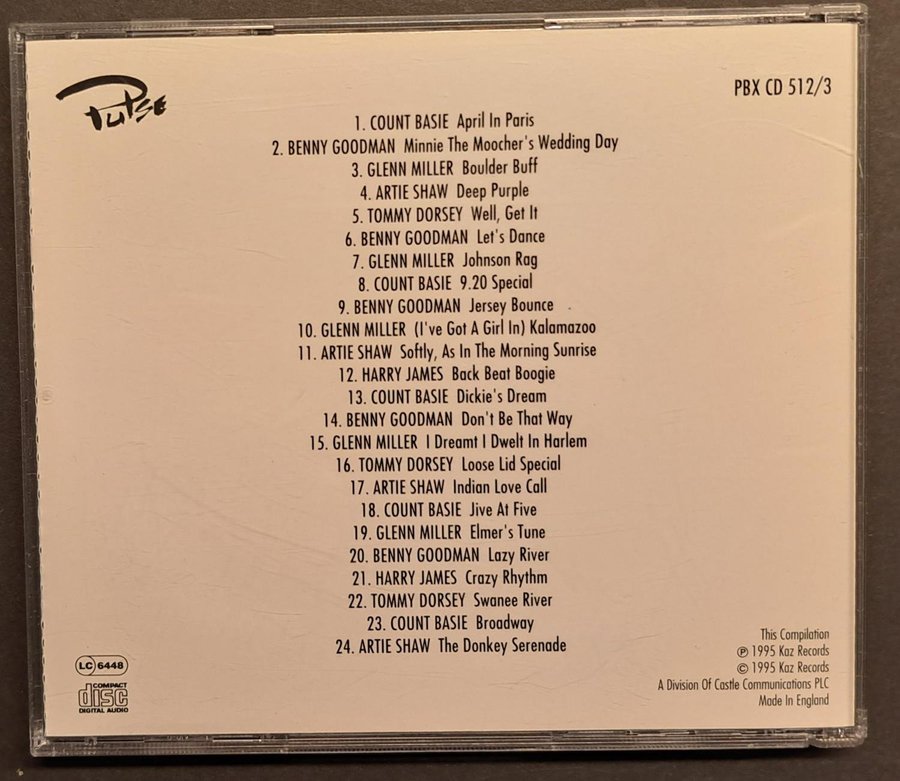 Pulse
PBX CD 512/3
1. COUNT BASIE April In Paris
2. BENNY GOODMAN Minnie The Moocher's Wedding Day
3. GLENN MILLER Boulder Buff
4. ARTIE SHAW Deep Purple
5. TOMMY DORSEY Well, Get It
6. BENNY GOODMAN Let's Dance
7. GLENN MILLER Johnson Rag
8. COUNT BASIE 9.20 Special
9. BENNY GOODMAN Jersey Bounce
10. GLENN MILLER (I've Got A Girl In) Kalamazoo
11. ARTIE SHAW Softly, As In The Morning Sunrise
12. HARRY JAMES Back Beat Boogie
13. COUNT BASIE Dickie's Dream
14. BENNY GOODMAN Don't Be That Way
15. GLENN MILLER I Dreamt I Dwelt In Harlem
16. TOMMY DORSEY Loose Lid Special
17. ARTIE SHAW Indian Love Call
18. COUNT BASIE Jive At Five
19. GLENN MILLER Elmer's Tune
20. BENNY GOODMAN Lazy River
21. HARRY JAMES Crazy Rhythm
22. TOMMY DORSEY Swanee River
23. COUNT BASIE Broadway
24. ARTIE SHAW The Donkey Serenade
LC 6448
COMPACT
disc
DIGITAL AUDIO
This Compilation
℗ 1995 Kaz Records
© 1995 Kaz Records
A Division Of Castle Communications PLC
Made In England